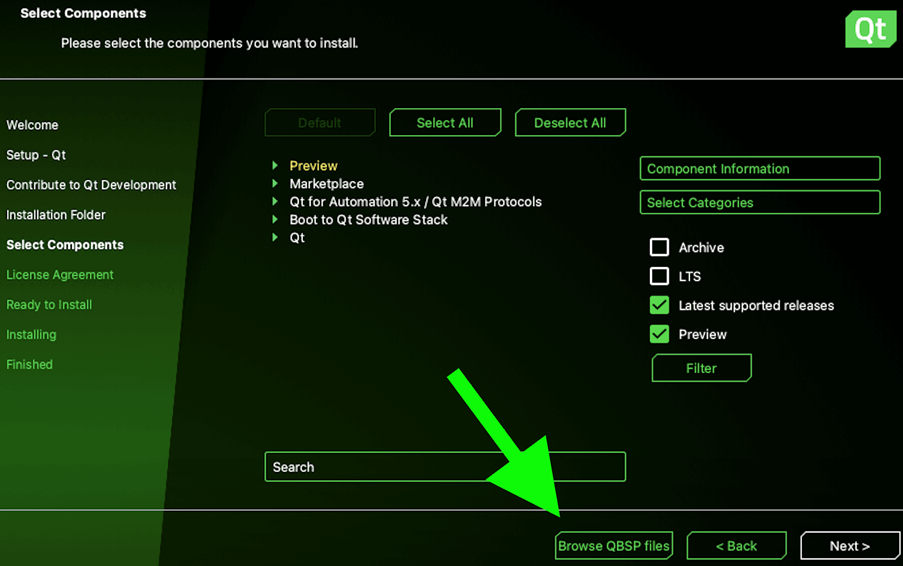 Select Components
Please select the components you want to install.
Qt
Welcome
Setup - Qt
Contribute to Qt Development
Installation Folder
Select Components
License Agreement
Ready to Install
Installing
Finished
Default
Select All
Deselect All
Preview
Marketplace
Qt for Automation 5.x / Qt M2M Protocols
Boot to Qt Software Stack
Qt
Search
Component Information
Select Categories
Archive
LTS
Latest supported releases
Preview
Filter
Browse QBSP files
< Back
Next >